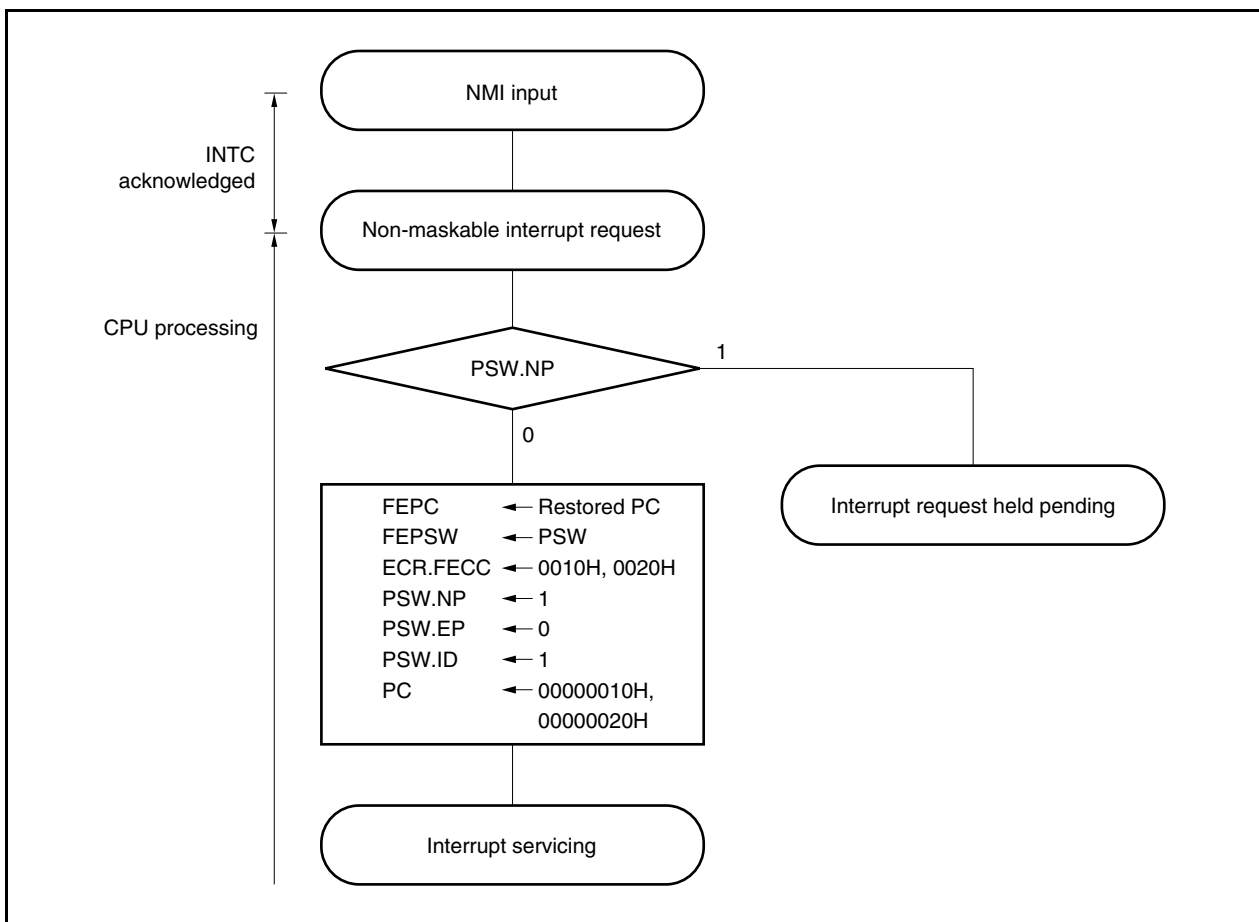 NMI input
INTC
acknowledged
Non-maskable interrupt request
CPU processing
PSW.NP
1
0
FEPC ← Restored PC
FEPSW ← PSW
ECR.FECC ← 0010H, 0020H
PSW.NP ← 1
PSW.EP ← 0
PSW.ID ← 1
PC ← 00000010H,
00000020H
Interrupt request held pending
Interrupt servicing